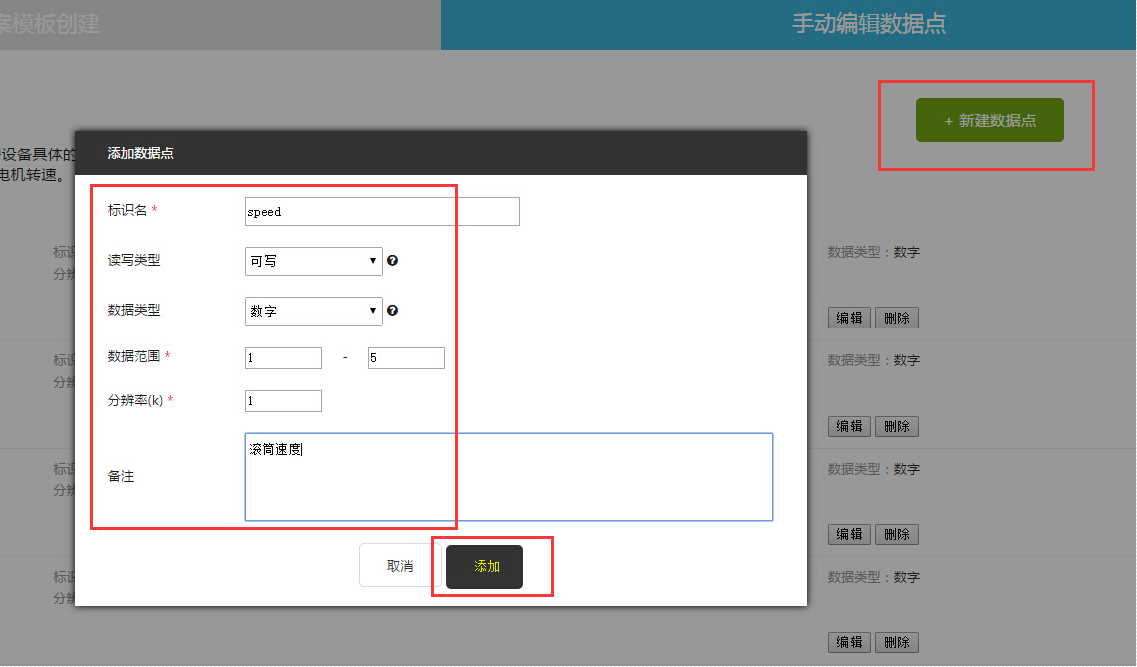 案模板创建
手动编辑数据点
+ 新建数据点
设备具体的
电机转速。
添加数据点
标识名 *
speed
读写类型
可写
数据类型
数字
数据范围 *
1 - 5
分辨率(k) *
1
备注
滚筒速度
取消
添加
标识
分辨
数据类型：数字
编辑 删除
标识
分辨
数据类型：数字
编辑 删除
标识
分辨
数据类型：数字
编辑 删除
标识
分辨
数据类型：数字
编辑 删除